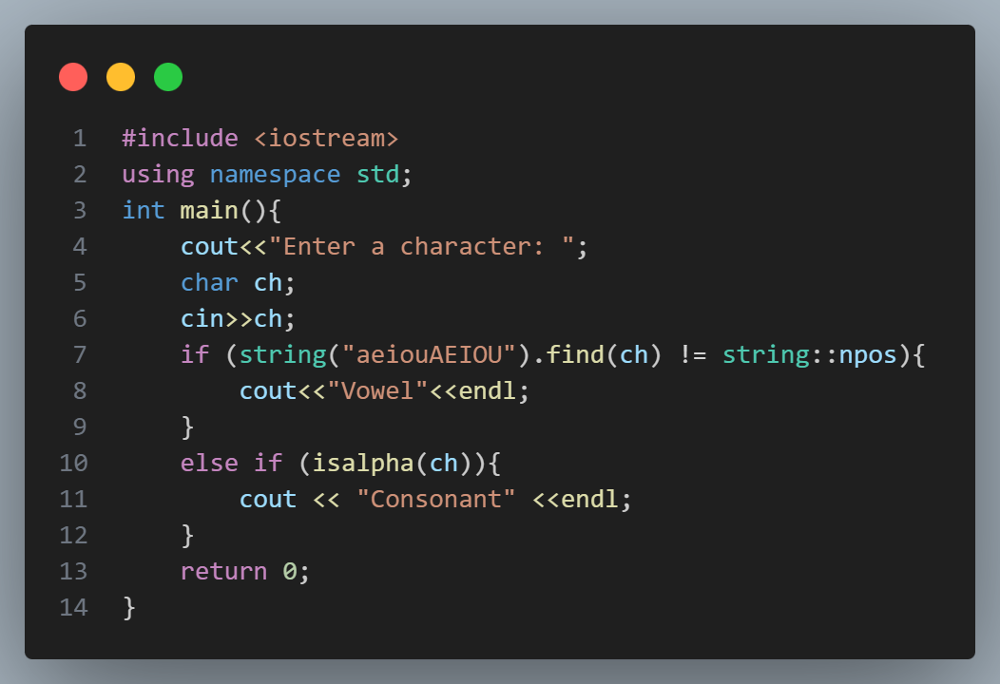 1 #include <iostream>
2 using namespace std;
3 int main(){
4     cout<<"Enter a character: ";
5     char ch;
6     cin>>ch;
7     if (string("aeiouAEIOU").find(ch) != string::npos){
8         cout<<"Vowel"<<endl;
9     }
10     else if (isalpha(ch)){
11         cout << "Consonant" <<endl;
12     }
13     return 0;
14 }